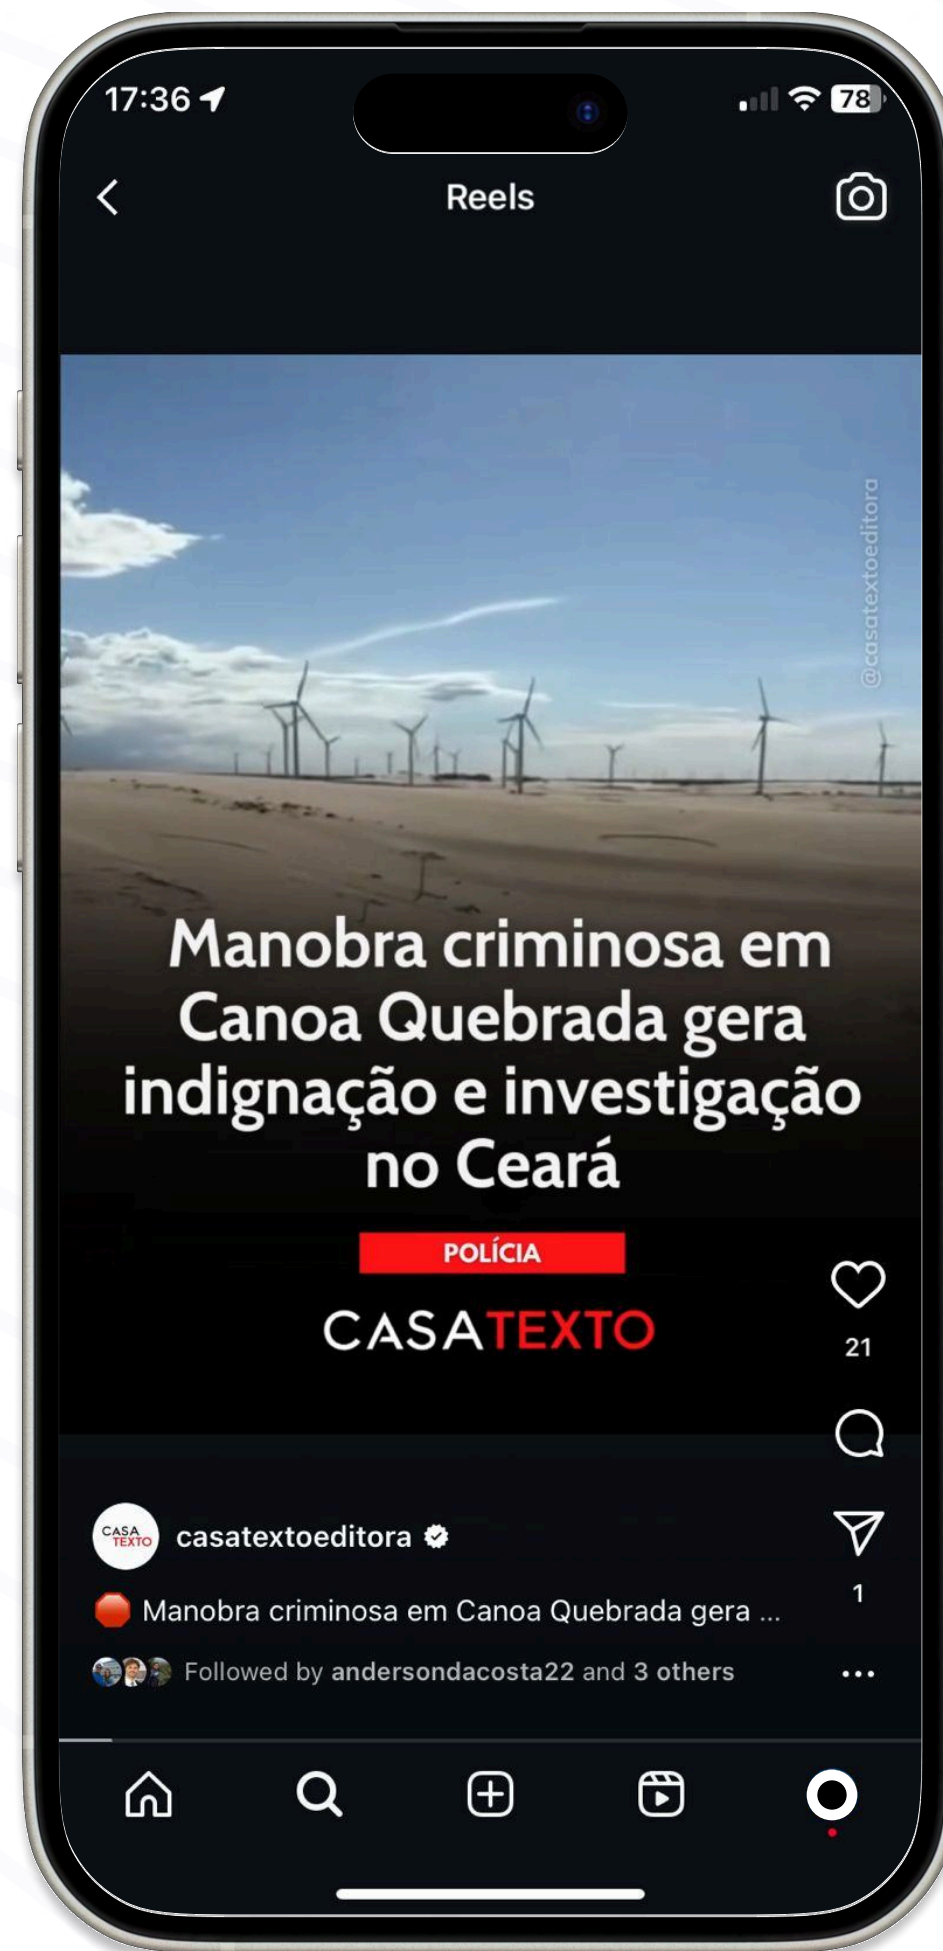 17:36
78
Reels
@casatextoeditora
Manobra criminosa em
Canoa Quebrada gera
indignação e investigação
no Ceará
POLÍCIA
CASATEXTO
21
CASA
TEXTO
casatextoeditora
Manobra criminosa em Canoa Quebrada gera ...
1
Followed by andersondacosta22 and 3 others